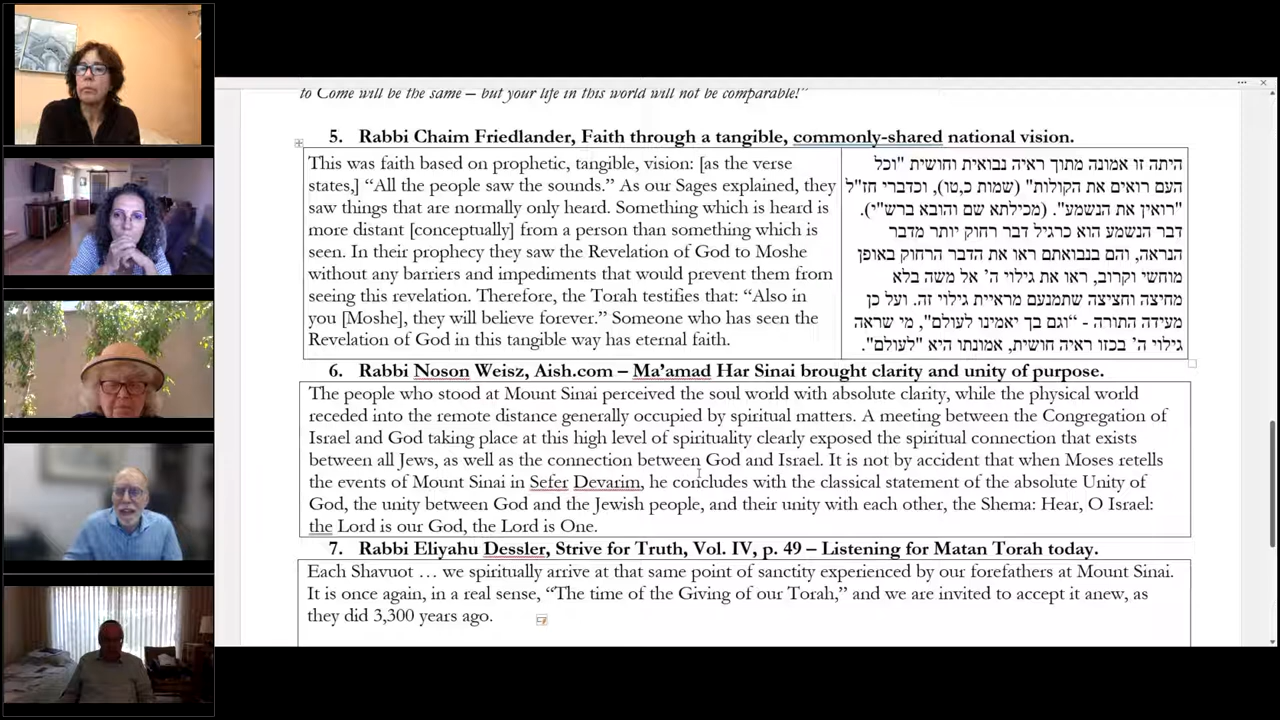 to Come will be the same – but your life in this world will not be comparable!”
5. Rabbi Chaim Friedlander, Faith through a tangible, commonly-shared national vision.
This was faith based on prophetic, tangible, vision: [as the verse
states,] “All the people saw the sounds.” As our Sages explained, they
saw things that are normally only heard. Something which is heard is
more distant [conceptually] from a person than something which is
seen. In their prophecy they saw the Revelation of God to Moshe
without any barriers and impediments that would prevent them from
seeing this revelation. Therefore, the Torah testifies that: “Also in
you [Moshe], they will believe forever.” Someone who has seen the
Revelation of God in this tangible way has eternal faith.
היתה זו אמונה מתוך ראיה נבואית וחושית "וכל
העם רואים את הקולות" (שמות כ,טו), וכדברי חז"ל
"רואין את הנשמע". (מכילתא שם והובא ברש"י).
דבר הנשמע הוא כרגיל דבר רחוק יותר מדבר
הנראה, והם בנבואתם ראו את הדבר הרחוק באופן
מוחשי וקרוב, ראו את גילוי ה' אל משה בלא
מחיצה וחציצה שתמנעם מראיית גילוי זה. ועל כן
מעידה התורה - "וגם בך יאמינו לעולם", מי שראה
גילוי ה' בכזו ראיה חושית, אמונתו היא "לעולם".
6. Rabbi Noson Weisz, Aish.com – Ma’amad Har Sinai brought clarity and unity of purpose.
The people who stood at Mount Sinai perceived the soul world with absolute clarity, while the physical world
receded into the remote distance generally occupied by spiritual matters. A meeting between the Congregation of
Israel and God taking place at this high level of spirituality clearly exposed the spiritual connection that exists
between all Jews, as well as the connection between God and Israel. It is not by accident that when Moses retells
the events of Mount Sinai in Sefer Devarim, he concludes with the classical statement of the absolute Unity of
God, the unity between God and the Jewish people, and their unity with each other, the Shema: Hear, O Israel:
the Lord is our God, the Lord is One.
7. Rabbi Eliyahu Dessler, Strive for Truth, Vol. IV, p. 49 – Listening for Matan Torah today.
Each Shavuot … we spiritually arrive at that same point of sanctity experienced by our forefathers at Mount Sinai.
It is once again, in a real sense, “The time of the Giving of our Torah,” and we are invited to accept it anew, as
they did 3,300 years ago.